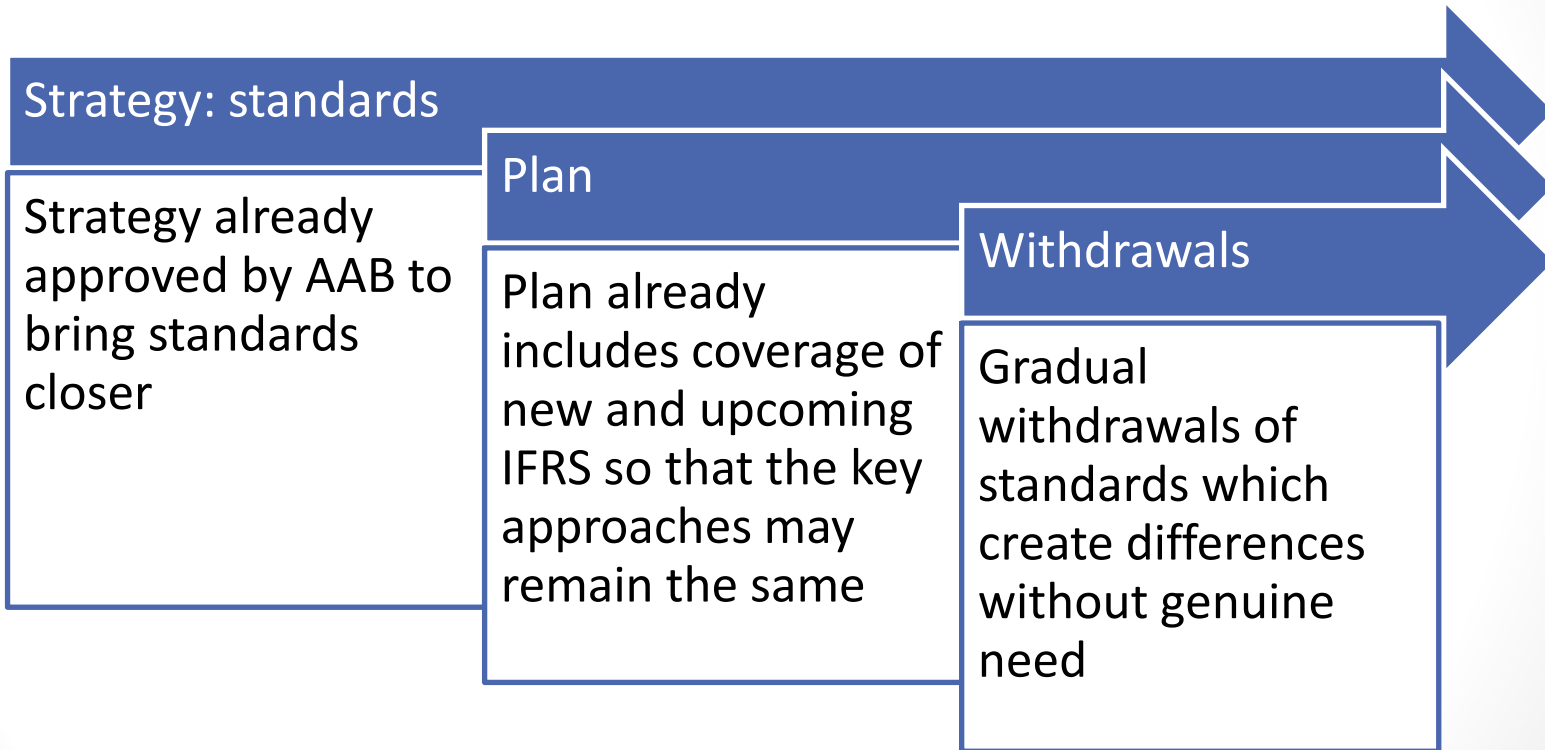 Strategy: standards
Strategy already
approved by AAB to
bring standards
closer
Plan
Plan already
includes coverage of
new and upcoming
IFRS so that the key
approaches may
remain the same
Withdrawals
Gradual
withdrawals of
standards which
create differences
without genuine
need